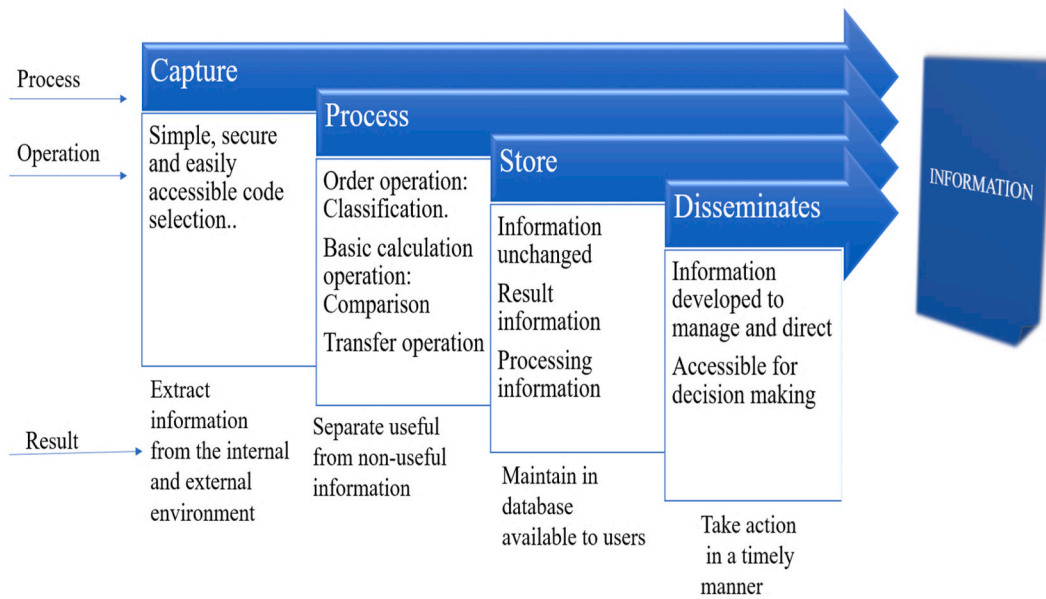 Process
Operation
Result
Capture
Simple, secure
and easily
accessible code
selection..
Extract
information
from the internal
and external
environment
Process
Order operation:
Classification.
Basic calculation
operation:
Comparison
Transfer operation
Separate useful
from non-useful
information
Store
Information
unchanged
Result
information
Processing
information
Maintain in
database
available to users
Disseminates
Information
developed to
manage and direct
Accessible for
decision making
Take action
in a timely
manner
INFORMATION